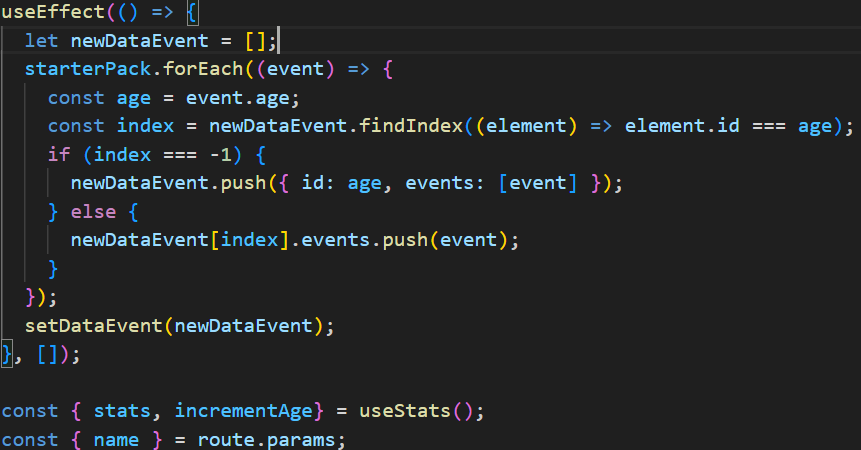 useEffect(() => {
  let newDataEvent = [];
  starterPack.forEach((event) => {
    const age = event.age;
    const index = newDataEvent.findIndex((element) => element.id === age);
    if (index === -1) {
      newDataEvent.push({ id: age, events: [event] });
    } else {
      newDataEvent[index].events.push(event);
    }
  });
  setDataEvent(newDataEvent);
}, []);

const { stats, incrementAge} = useStats();
const { name } = route.params;